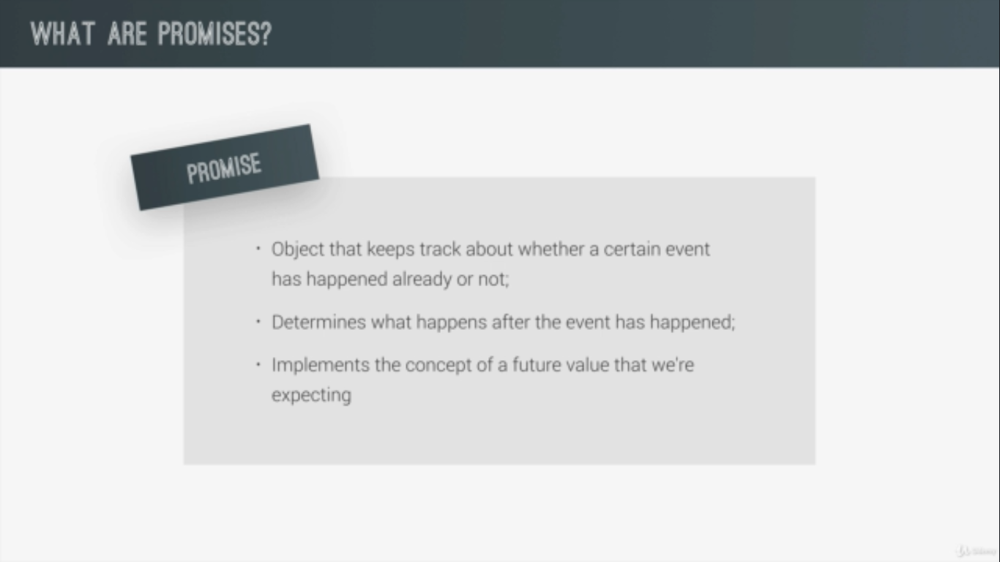 WHAT ARE PROMISES?
PROMISE
• Object that keeps track about whether a certain event
has happened already or not;
• Determines what happens after the event has happened;
• Implements the concept of a future value that we're
expecting
Udemy